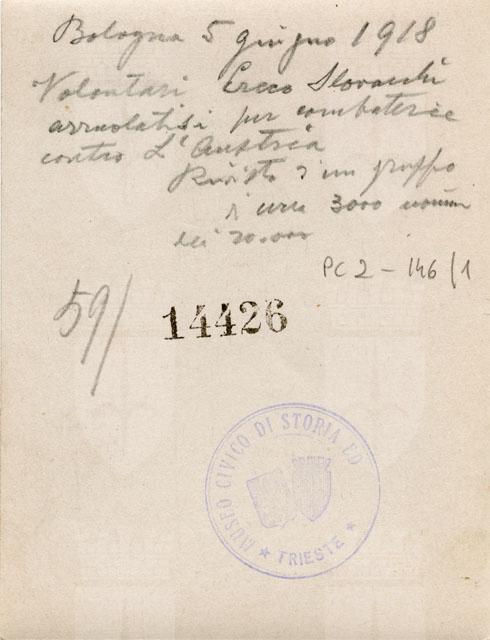 Bologna 5 giugno 1918
Volontari Ceco Slovacchi
arruolatisi per combattere
contro L'Austria
Rivista d'un gruppo
di circa 3000 uomini
dei 20.000
PC 2 - 146/1
59/
14426
MUSEO CIVICO DI STORIA ED
★ TRIESTE ★